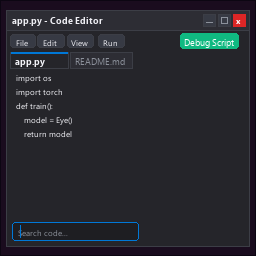 app.py - Code Editor
File Edit View Run Debug Script
app.py README.md
import os
import torch
def train():
model = Eye()
return model
Search code...